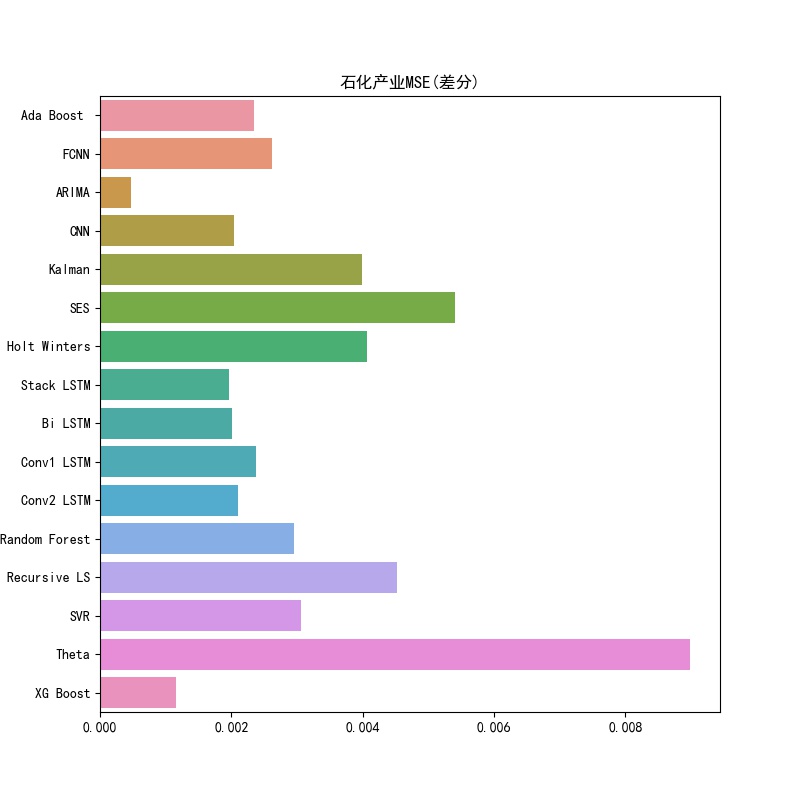 石化产业MSE(差分)
Ada Boost
FCNN
ARIMA
CNN
Kalman
SES
Holt Winters
Stack LSTM
Bi LSTM
Conv1 LSTM
Conv2 LSTM
Random Forest
Recursive LS
SVR
Theta
XG Boost
0.000 0.002 0.004 0.006 0.008